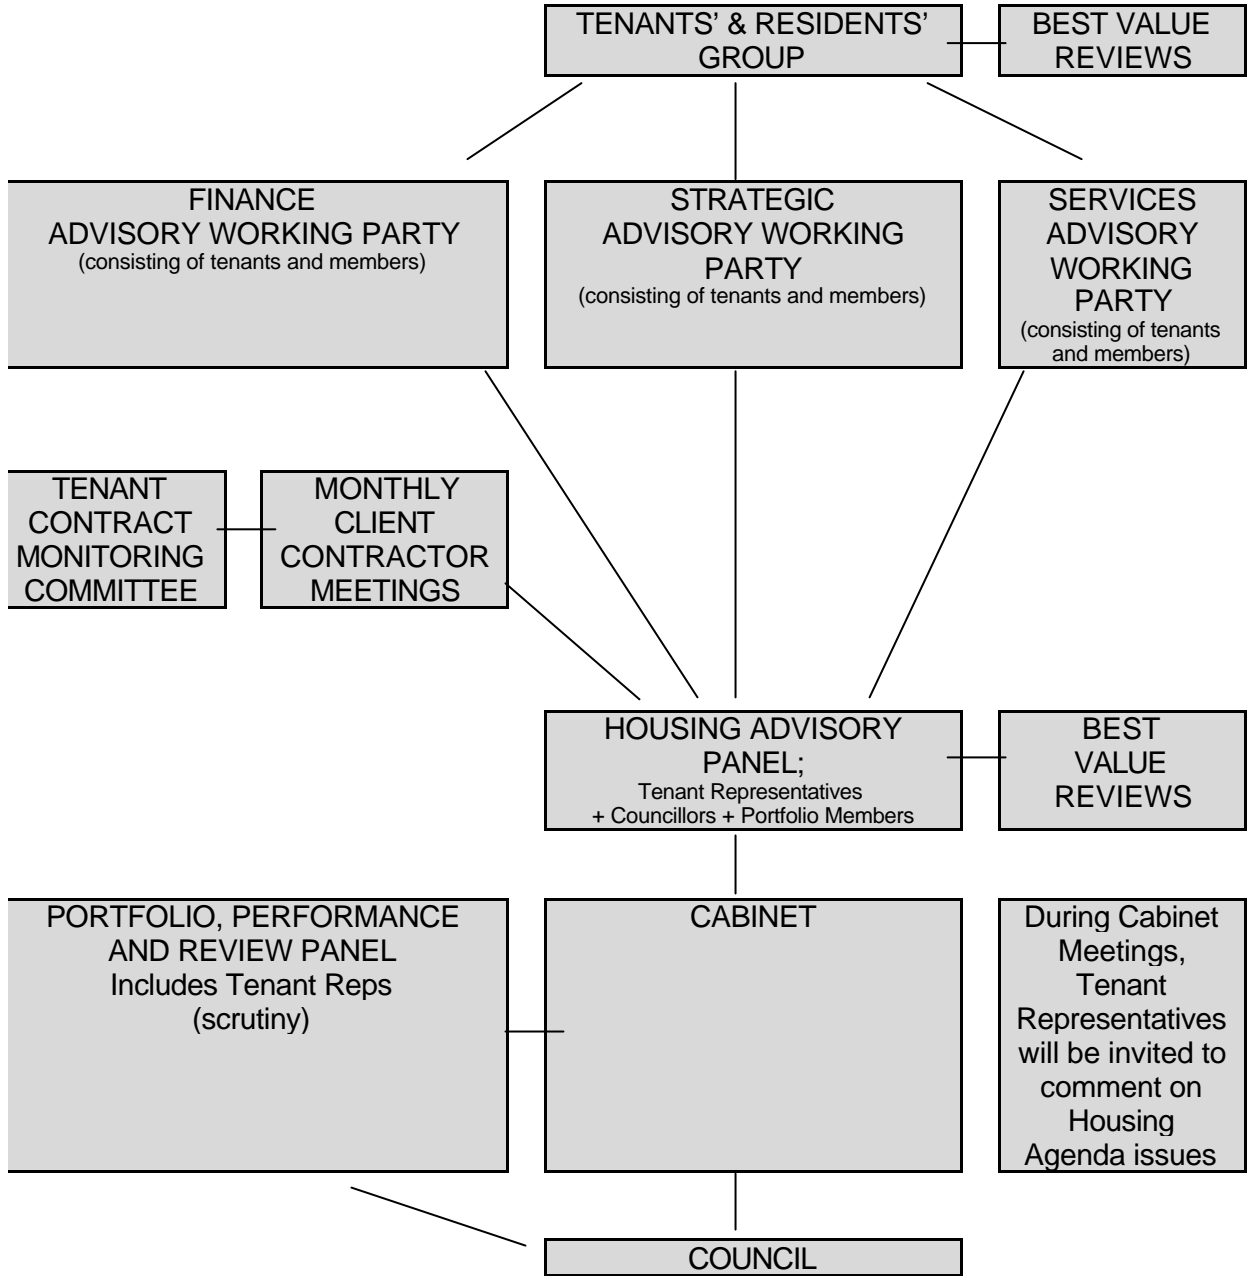 TENANTS’ & RESIDENTS’
GROUP
BEST VALUE
REVIEWS
FINANCE
ADVISORY WORKING PARTY
(consisting of tenants and members)
STRATEGIC
ADVISORY WORKING
PARTY
(consisting of tenants and members)
SERVICES
ADVISORY
WORKING
PARTY
(consisting of tenants
and members)
TENANT
CONTRACT
MONITORING
COMMITTEE
MONTHLY
CLIENT
CONTRACTOR
MEETINGS
HOUSING ADVISORY
PANEL;
Tenant Representatives
+ Councillors + Portfolio Members
BEST
VALUE
REVIEWS
PORTFOLIO, PERFORMANCE
AND REVIEW PANEL
Includes Tenant Reps
(scrutiny)
CABINET
During Cabinet
Meetings,
Tenant
Representatives
will be invited to
comment on
Housing
Agenda issues
COUNCIL